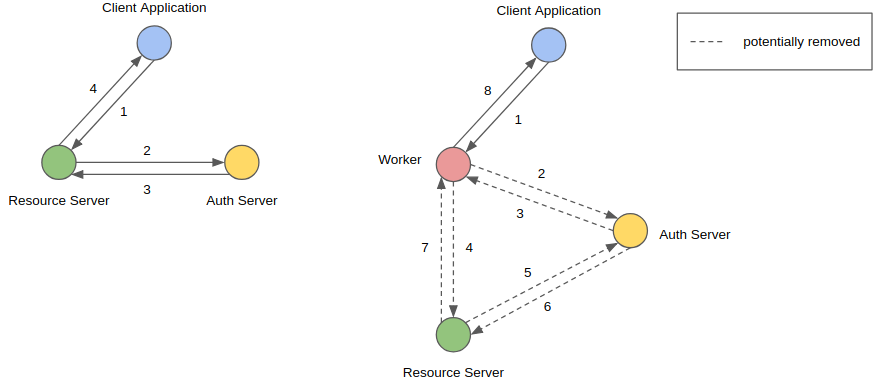 Client Application
4
1
2
3
Resource Server
Auth Server
Client Application
potentially removed
8
1
Worker
2
3
Auth Server
7
4
5
6
Resource Server